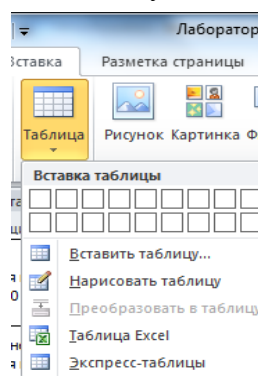 Лаборатор
Вставка Разметка страницы
Таблица Рисунок Картинка Ф
Вставка таблицы
Вставить таблицу...
Нарисовать таблицу
Преобразовать в таблицу
Таблица Excel
Экспресс-таблицы